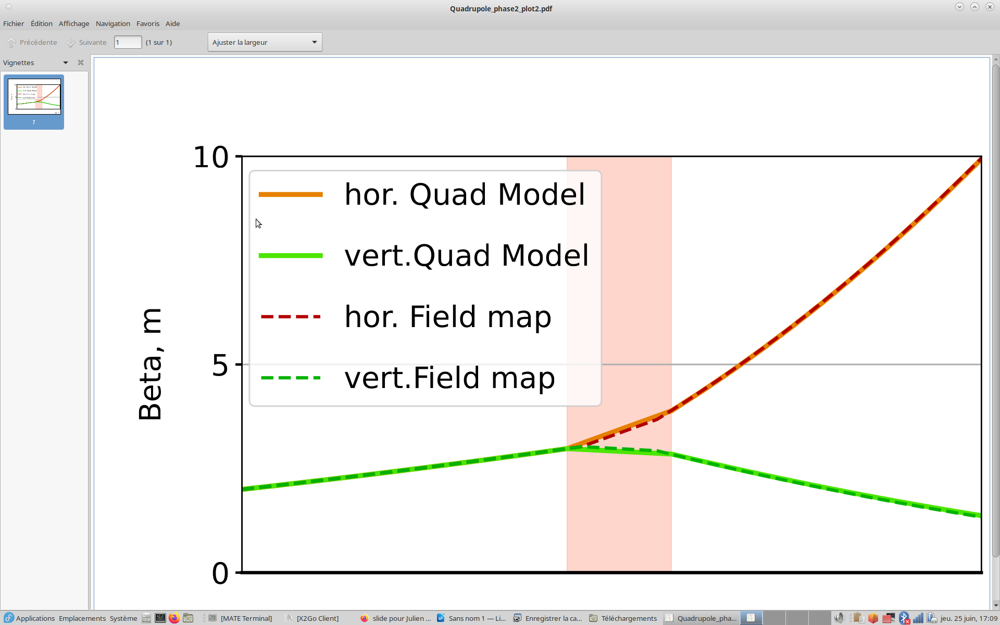 Quadrupole_phase2_plot2.pdf
Fichier Édition Affichage Navigation Favoris Aide
Précédente Suivante 1 (1 sur 1) Ajuster la largeur
Vignettes
1
10
hor. Quad Model
vert.Quad Model
hor. Field map
vert.Field map
5
0
Beta, m
Applications Emplacements Système [MATE Terminal] [X2Go Client] slide pour Julien ... Sans nom 1 — Li... Enregistrer la ca... Téléchargements Quadrupole_pha... jeu. 25 juin, 17:09